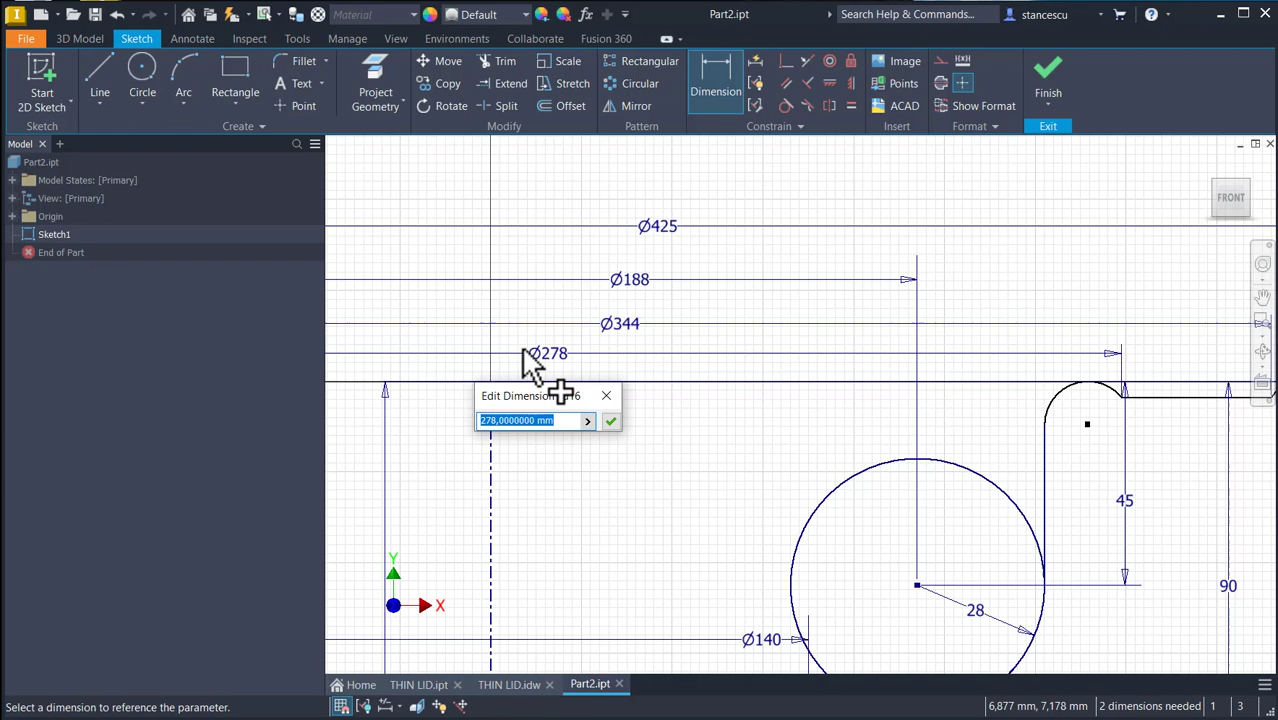 Material
Default
Part2.ipt
Search Help & Commands...
stancescu
File
3D Model
Sketch
Annotate
Inspect
Tools
Manage
View
Environments
Collaborate
Fusion 360
Start
2D Sketch
Line
Circle
Arc
Rectangle
Fillet
Text
Point
Project
Geometry
Move
Copy
Rotate
Trim
Extend
Split
Scale
Stretch
Offset
Rectangular
Circular
Mirror
Dimension
Image
Points
ACAD
Show Format
Finish
Sketch
Create
Modify
Pattern
Constrain
Insert
Format
Exit
Model
Part2.ipt
Model States: [Primary]
View: [Primary]
Origin
Sketch1
End of Part
FRONT
Ø425
Ø188
Ø344
Ø278
278,0000000 mm
45
90
28
Ø140
Y
X
Home
THIN LID.ipt
THIN LID.idw
Part2.ipt
Select a dimension to reference the parameter.
6,877 mm, 7,178 mm
2 dimensions needed
1
3